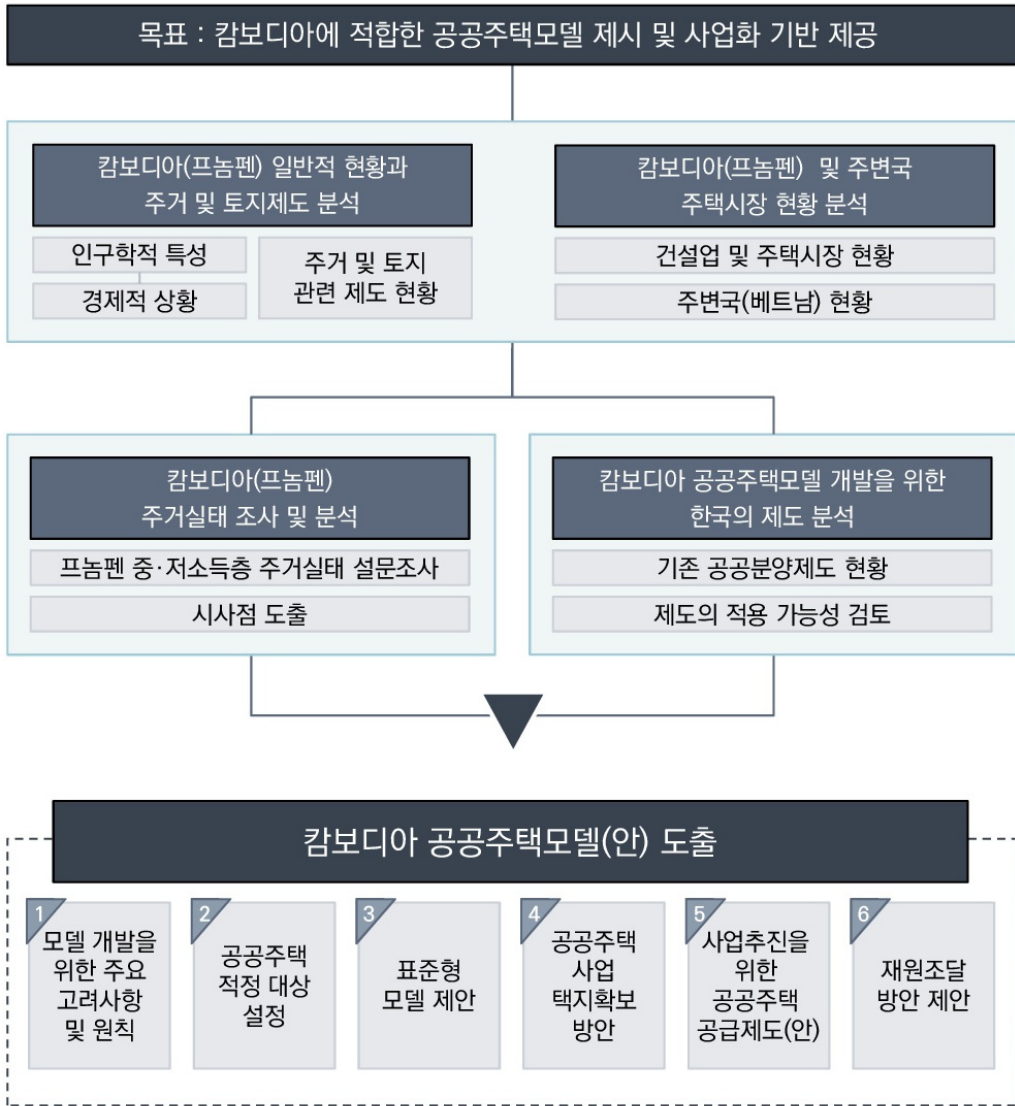 목표 : 캄보디아에 적합한 공공주택모델 제시 및 사업화 기반 제공
캄보디아(프놈펜) 일반적 현황과
주거 및 토지제도 분석
인구학적 특성
경제적 상황
주거 및 토지
관련 제도 현황
캄보디아(프놈펜) 및 주변국
주택시장 현황 분석
건설업 및 주택시장 현황
주변국(베트남) 현황
캄보디아(프놈펜)
주거실태 조사 및 분석
프놈펜 중·저소득층 주거실태 설문조사
시사점 도출
캄보디아 공공주택모델 개발을 위한
한국의 제도 분석
기존 공공분양제도 현황
제도의 적용 가능성 검토
캄보디아 공공주택모델(안) 도출
1
모델 개발을
위한 주요
고려사항
및 원칙
2
공공주택
적정 대상
설정
3
표준형
모델 제안
4
공공주택
사업
택지확보
방안
5
사업추진을
위한
공공주택
공급제도(안)
6
재원조달
방안 제안